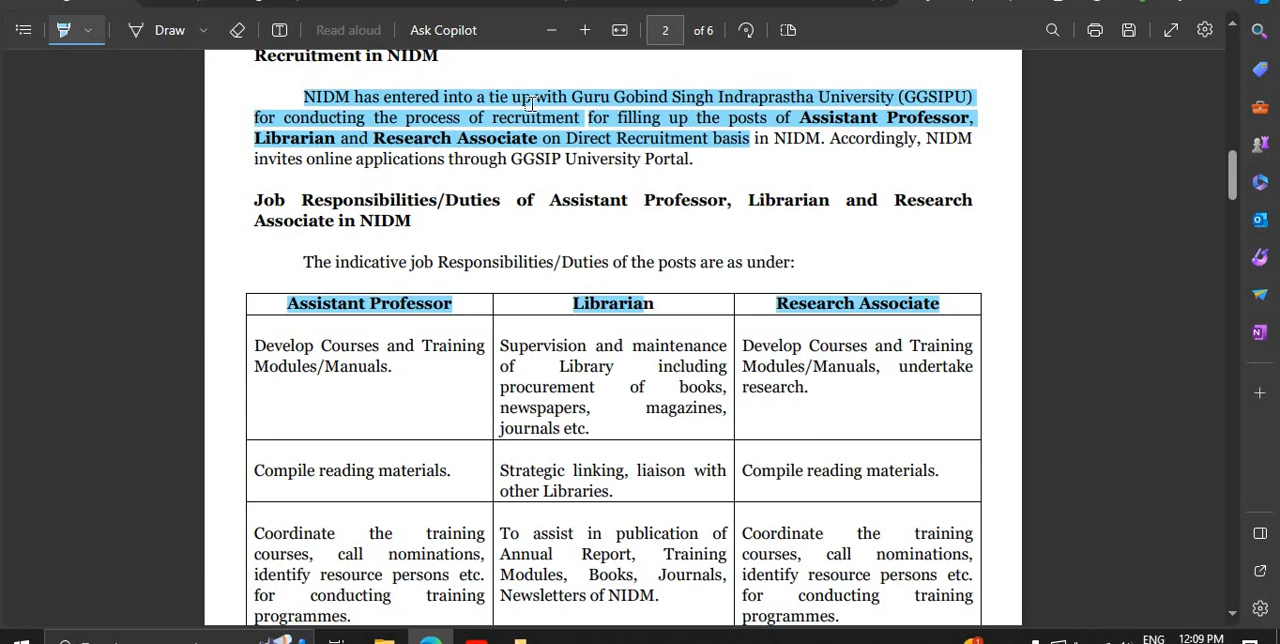 Draw
Read aloud
Ask Copilot
2 of 6
Recruitment in NIDM
NIDM has entered into a tie up with Guru Gobind Singh Indraprastha University (GGSIPU)
for conducting the process of recruitment for filling up the posts of Assistant Professor,
Librarian and Research Associate on Direct Recruitment basis in NIDM. Accordingly, NIDM
invites online applications through GGSIP University Portal.
Job Responsibilities/Duties of Assistant Professor, Librarian and Research
Associate in NIDM
The indicative job Responsibilities/Duties of the posts are as under:
Assistant Professor
Librarian
Research Associate
Develop Courses and Training
Modules/Manuals.
Supervision and maintenance
of Library including
procurement of books,
newspapers, magazines,
journals etc.
Develop Courses and Training
Modules/Manuals, undertake
research.
Compile reading materials.
Strategic linking, liaison with
other Libraries.
Compile reading materials.
Coordinate the training
courses, call nominations,
identify resource persons etc.
for conducting training
programmes.
To assist in publication of
Annual Report, Training
Modules, Books, Journals,
Newsletters of NIDM.
Coordinate the training
courses, call nominations,
identify resource persons etc.
for conducting training
programmes.
ENG
12:09 PM